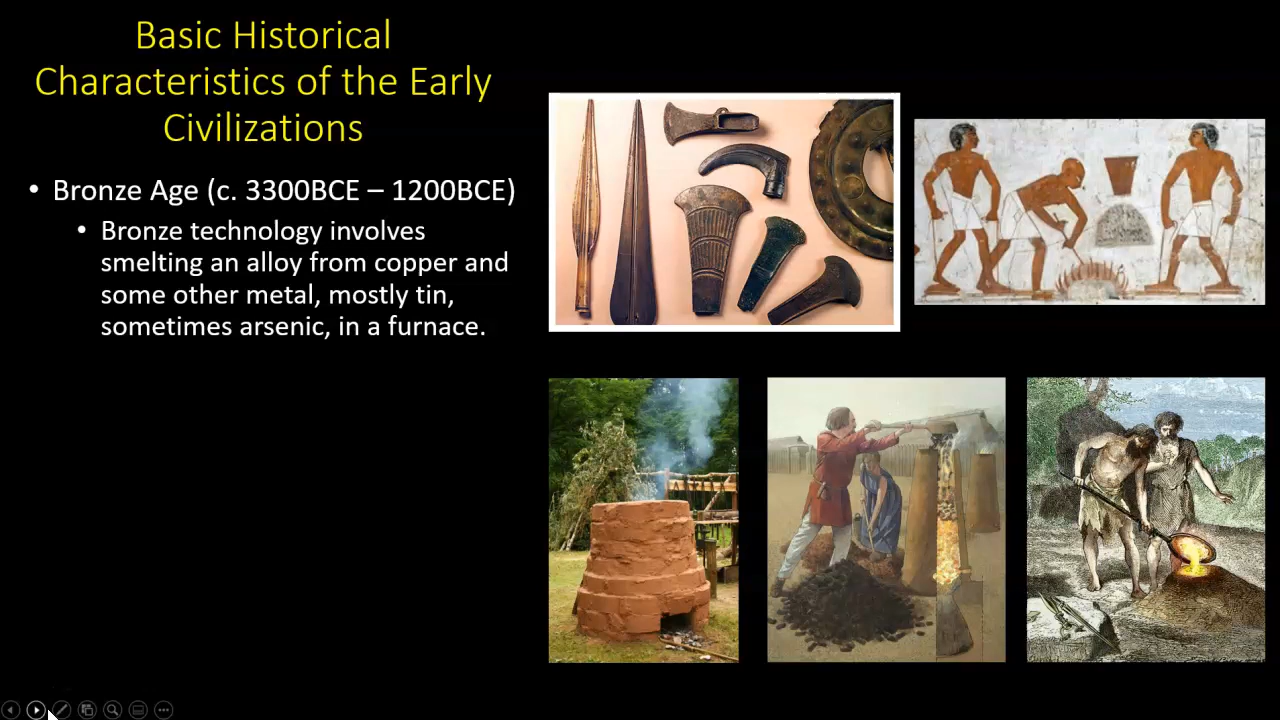 Basic Historical
Characteristics of the Early
Civilizations
• Bronze Age (c. 3300BCE – 1200BCE)
• Bronze technology involves
smelting an alloy from copper and
some other metal, mostly tin,
sometimes arsenic, in a furnace.